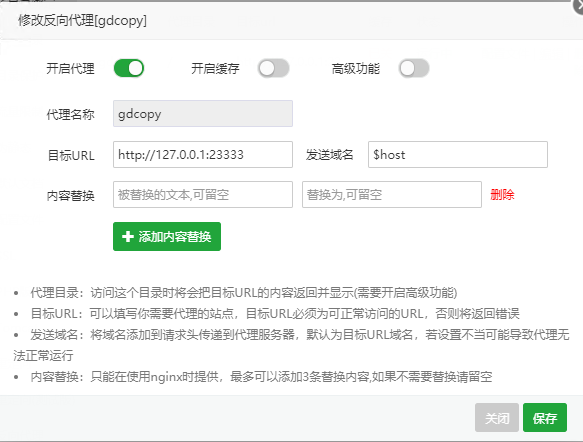 修改反向代理[gdcopy]
开启代理 开启缓存 高级功能
代理名称 gdcopy
目标URL http://127.0.0.1:23333 发送域名 $host
内容替换 被替换的文本,可留空 替换为,可留空 删除
添加内容替换
• 代理目录：访问这个目录时将会把目标URL的内容返回并显示(需要开启高级功能)
• 目标URL：可以填写你需要代理的站点，目标URL必须为可正常访问的URL，否则将返回错误
• 发送域名：将域名添加到请求头传递到代理服务器，默认为目标URL域名，若设置不当可能导致代理无
法正常运行
• 内容替换：只能在使用nginx时提供，最多可以添加3条替换内容,如果不需要替换请留空
关闭 保存